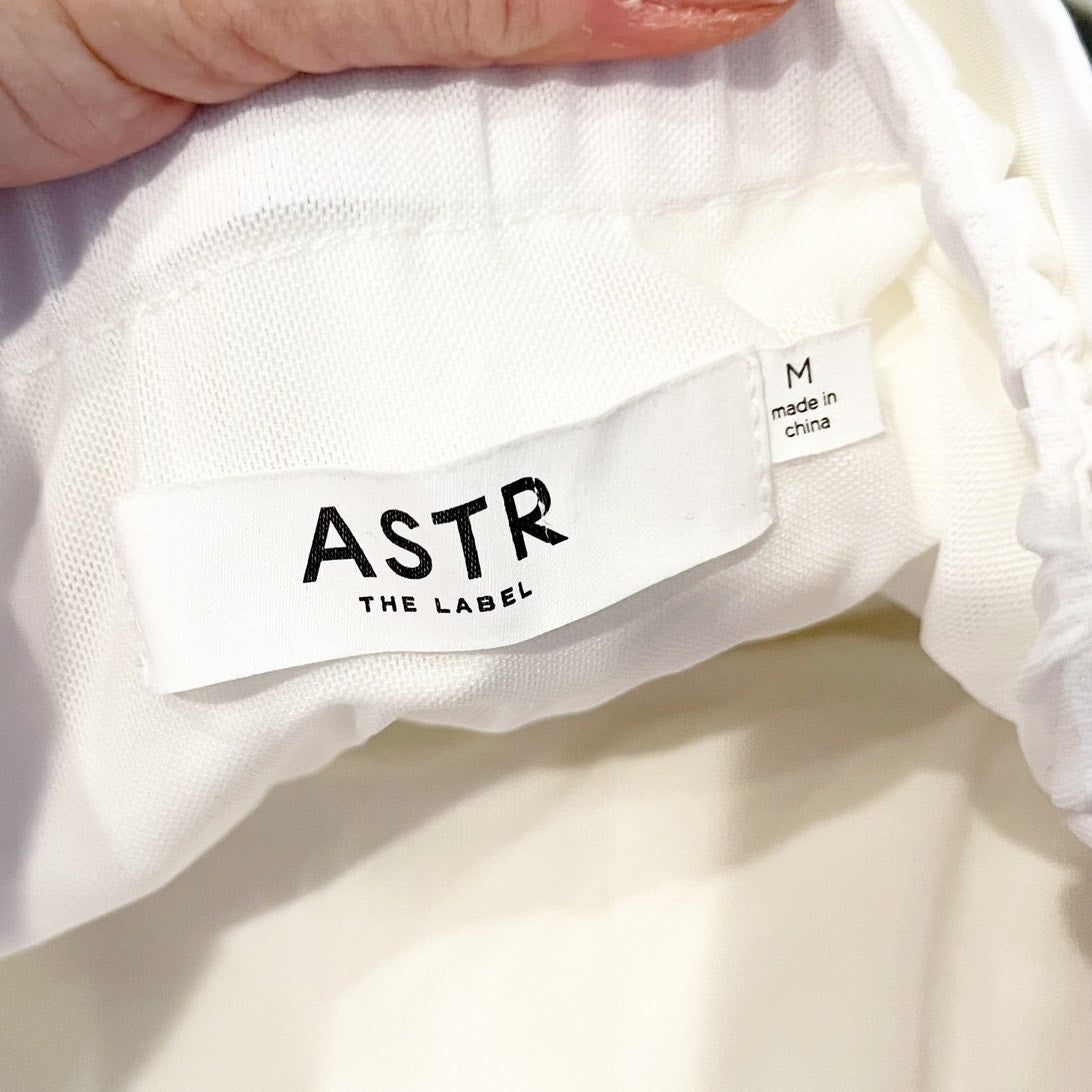 ASTR
THE LABEL
M
made in
china